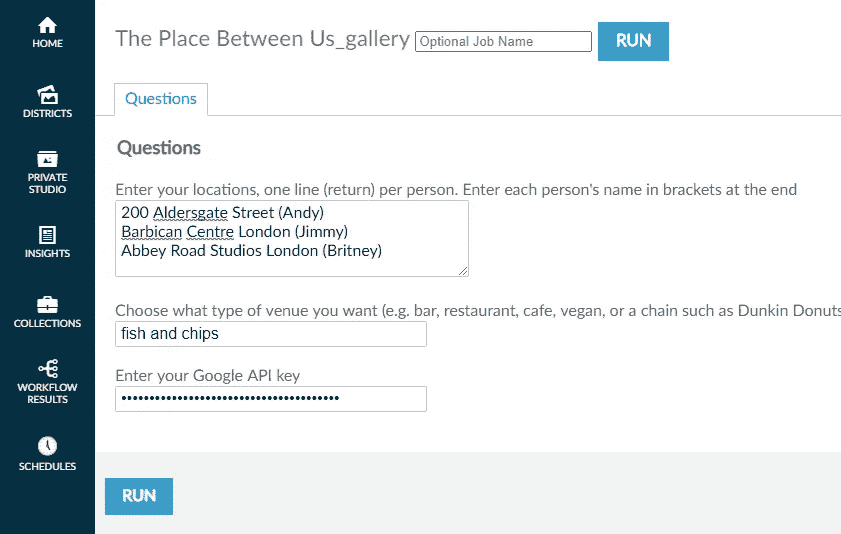 HOME
DISTRICTS
PRIVATE
STUDIO
INSIGHTS
COLLECTIONS
WORKFLOW
RESULTS
SCHEDULES
The Place Between Us_gallery Optional Job Name RUN
Questions
Questions
Enter your locations, one line (return) per person. Enter each person's name in brackets at the end
200 Aldersgate Street (Andy)
Barbican Centre London (Jimmy)
Abbey Road Studios London (Britney)
Choose what type of venue you want (e.g. bar, restaurant, cafe, vegan, or a chain such as Dunkin Donuts
fish and chips
Enter your Google API key
RUN